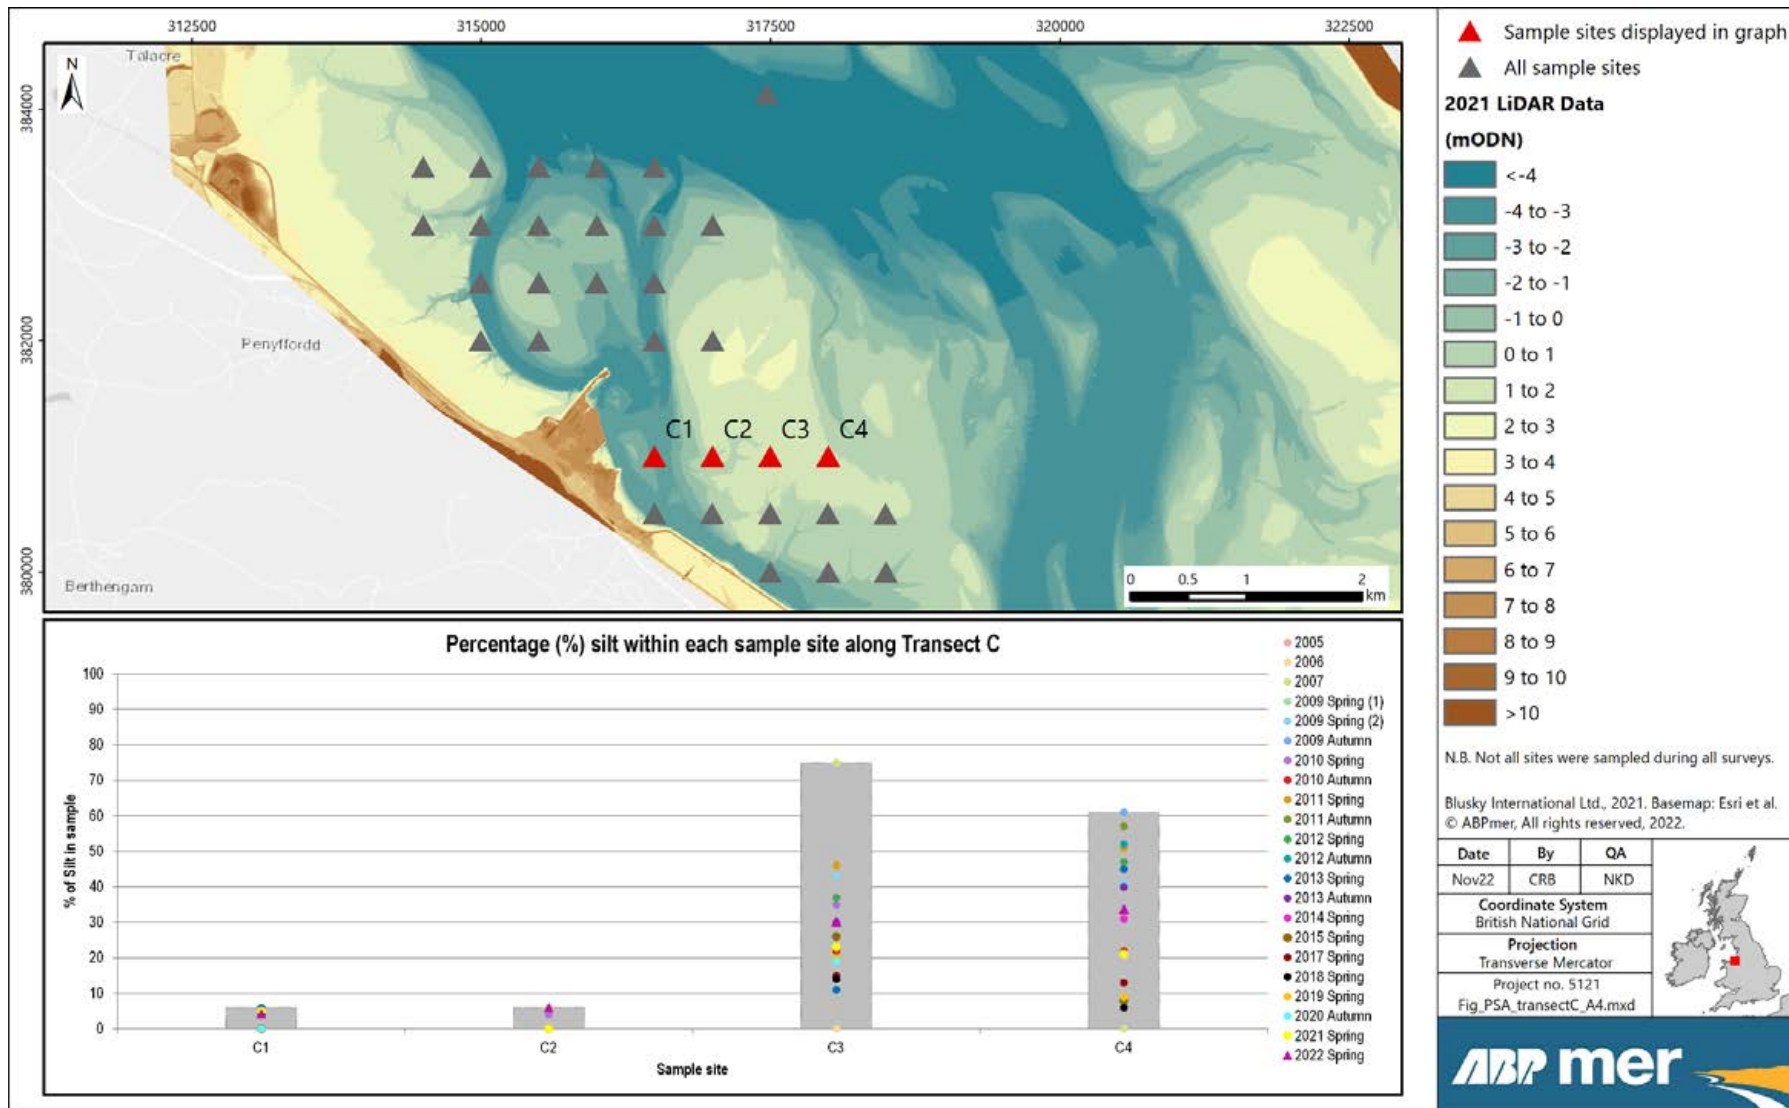 312500 315000 317500 320000 322500
384000
382000
380000
N
Talacre
Penyffordd
Berthengam
C1 C2 C3 C4
0 0.5 1 2
km
Sample sites displayed in graph
All sample sites
2021 LiDAR Data
(mODN)
<-4
-4 to -3
-3 to -2
-2 to -1
-1 to 0
0 to 1
1 to 2
2 to 3
3 to 4
4 to 5
5 to 6
6 to 7
7 to 8
8 to 9
9 to 10
>10
N.B. Not all sites were sampled during all surveys.
Blusky International Ltd., 2021. Basemap: Esri et al.
© ABPmer, All rights reserved, 2022.
Date By QA
Nov22 CRB NKD
Coordinate System
British National Grid
Projection
Transverse Mercator
Project no. 5121
Fig_PSA_transectC_A4.mxd
ABPmer
Percentage (%) silt within each sample site along Transect C
% of Silt in sample
100
90
80
70
60
50
40
30
20
10
0
C1 C2 C3 C4
Sample site
2005
2006
2007
2009 Spring (1)
2009 Spring (2)
2009 Autumn
2010 Spring
2010 Autumn
2011 Spring
2011 Autumn
2012 Spring
2012 Autumn
2013 Spring
2013 Autumn
2014 Spring
2015 Spring
2017 Spring
2018 Spring
2019 Spring
2020 Autumn
2021 Spring
2022 Spring